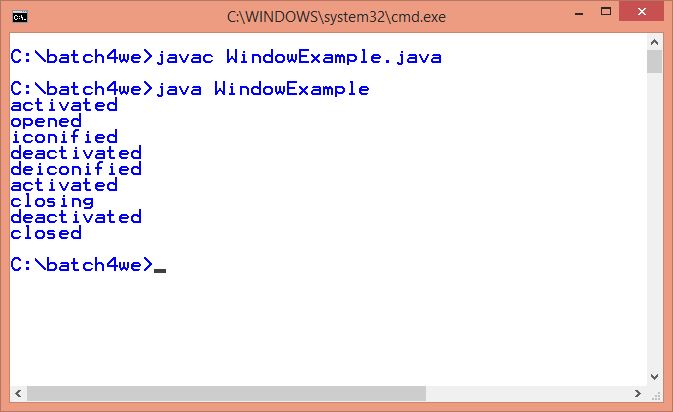 C:\WINDOWS\system32\cmd.exe
C:\batch4we>javac WindowExample.java
C:\batch4we>java WindowExample
activated
opened
iconified
deactivated
deiconified
activated
closing
deactivated
closed
C:\batch4we>_